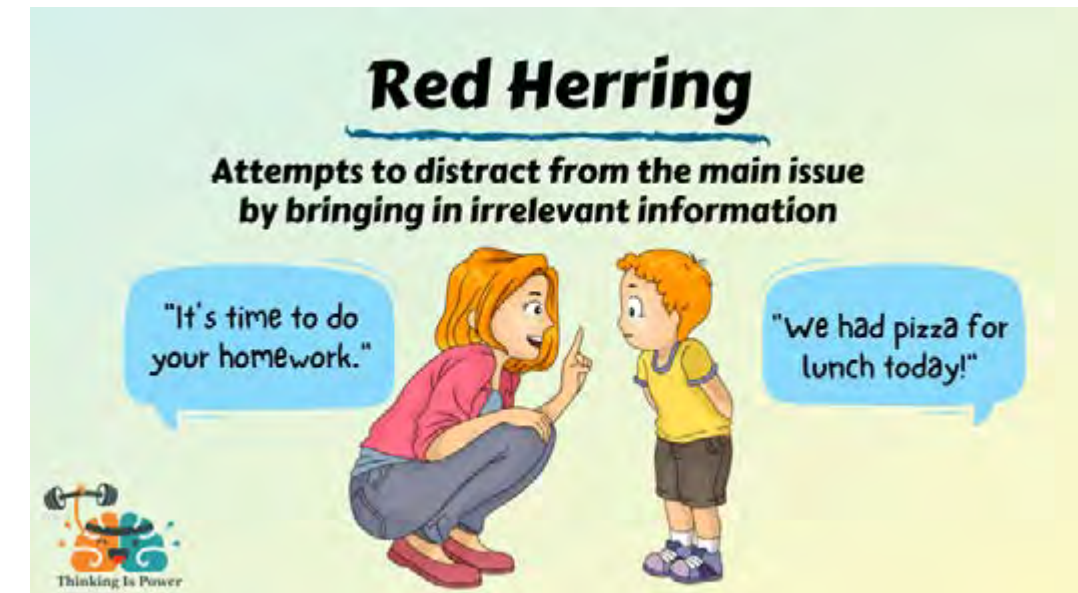 Red Herring
Attempts to distract from the main issue
by bringing in irrelevant information
"It's time to do
your homework."
"We had pizza for
lunch today!"
Thinking Is Power